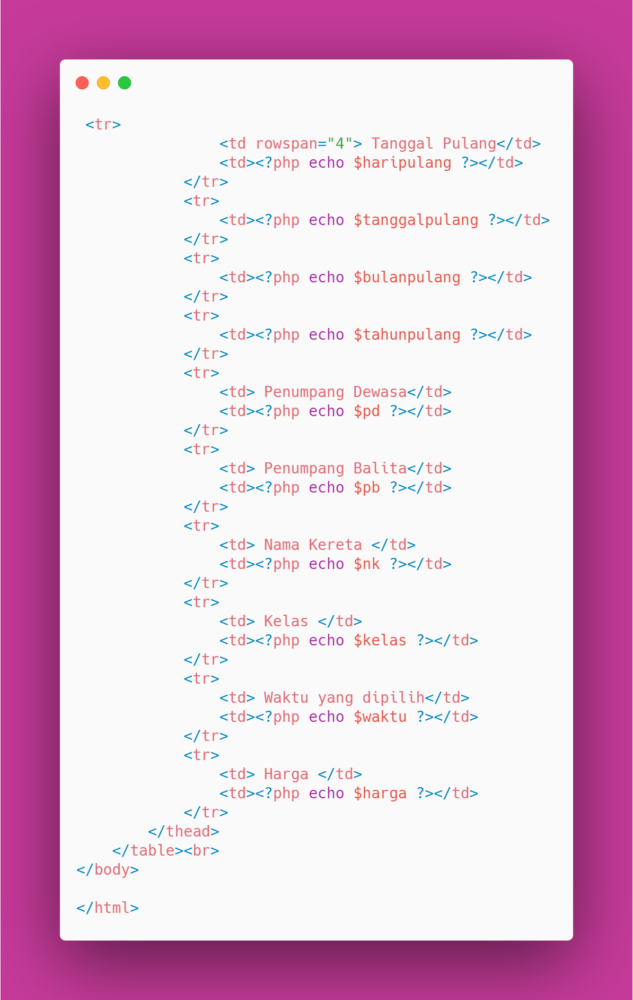 <tr>
<td rowspan="4"> Tanggal Pulang</td>
<td><?php echo $haripulang ?></td>
</tr>
<tr>
<td><?php echo $tanggalpulang ?></td>
</tr>
<tr>
<td><?php echo $bulanpulang ?></td>
</tr>
<tr>
<td><?php echo $tahunpulang ?></td>
</tr>
<tr>
<td> Penumpang Dewasa</td>
<td><?php echo $pd ?></td>
</tr>
<tr>
<td> Penumpang Balita</td>
<td><?php echo $pb ?></td>
</tr>
<tr>
<td> Nama Kereta </td>
<td><?php echo $nk ?></td>
</tr>
<tr>
<td> Kelas </td>
<td><?php echo $kelas ?></td>
</tr>
<tr>
<td> Waktu yang dipilih</td>
<td><?php echo $waktu ?></td>
</tr>
<tr>
<td> Harga </td>
<td><?php echo $harga ?></td>
</tr>
</thead>
</table><br>
</body>
</html>